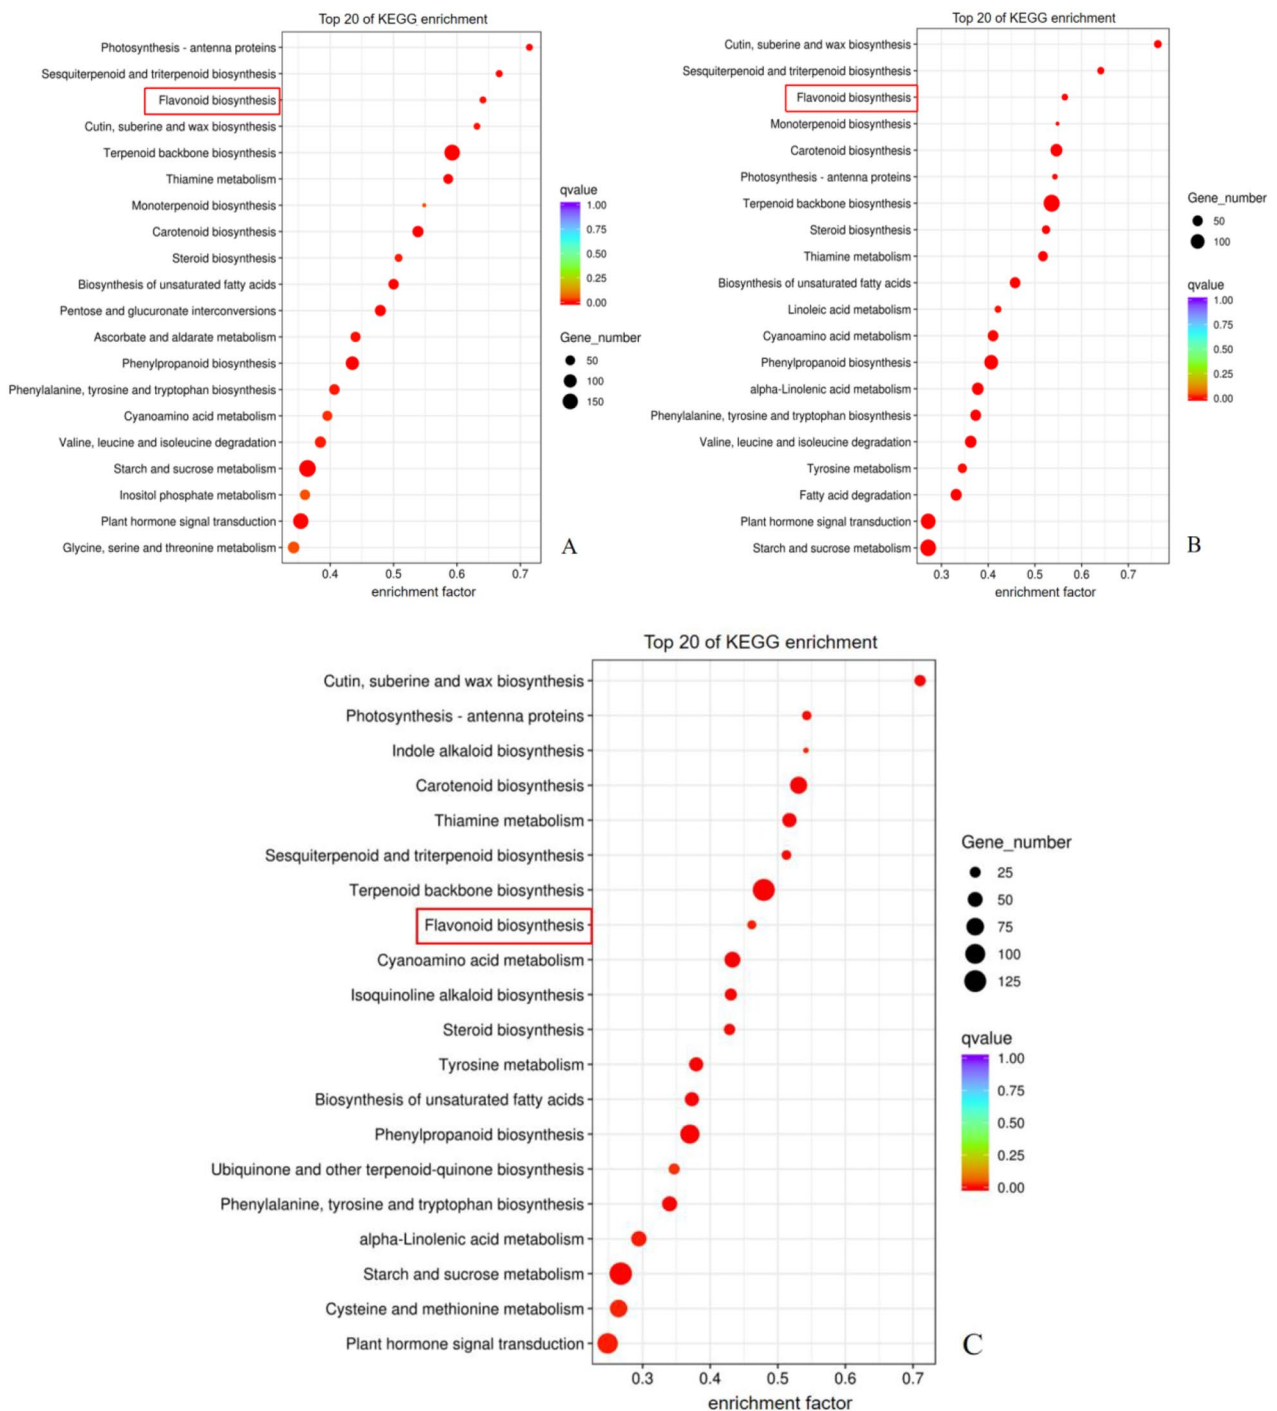 Top 20 of KEGG enrichment
Photosynthesis - antenna proteins
Sesquiterpenoid and triterpenoid biosynthesis
Flavonoid biosynthesis
Cutin, suberine and wax biosynthesis
Terpenoid backbone biosynthesis
Thiamine metabolism
Monoterpenoid biosynthesis
Carotenoid biosynthesis
Steroid biosynthesis
Biosynthesis of unsaturated fatty acids
Pentose and glucuronate interconversions
Ascorbate and aldarate metabolism
Phenylpropanoid biosynthesis
Phenylalanine, tyrosine and tryptophan biosynthesis
Cyanoamino acid metabolism
Valine, leucine and isoleucine degradation
Starch and sucrose metabolism
Inositol phosphate metabolism
Plant hormone signal transduction
Glycine, serine and threonine metabolism
0.4 0.5 0.6 0.7
enrichment factor
qvalue
1.00
0.75
0.50
0.25
0.00
Gene_number
50
100
150
A
Top 20 of KEGG enrichment
Cutin, suberine and wax biosynthesis
Sesquiterpenoid and triterpenoid biosynthesis
Flavonoid biosynthesis
Monoterpenoid biosynthesis
Carotenoid biosynthesis
Photosynthesis - antenna proteins
Terpenoid backbone biosynthesis
Steroid biosynthesis
Thiamine metabolism
Biosynthesis of unsaturated fatty acids
Linoleic acid metabolism
Cyanoamino acid metabolism
Phenylpropanoid biosynthesis
alpha-Linolenic acid metabolism
Phenylalanine, tyrosine and tryptophan biosynthesis
Valine, leucine and isoleucine degradation
Tyrosine metabolism
Fatty acid degradation
Plant hormone signal transduction
Starch and sucrose metabolism
0.3 0.4 0.5 0.6 0.7
enrichment factor
Gene_number
50
100
qvalue
1.00
0.75
0.50
0.25
0.00
B
Top 20 of KEGG enrichment
Cutin, suberine and wax biosynthesis
Photosynthesis - antenna proteins
Indole alkaloid biosynthesis
Carotenoid biosynthesis
Thiamine metabolism
Sesquiterpenoid and triterpenoid biosynthesis
Terpenoid backbone biosynthesis
Flavonoid biosynthesis
Cyanoamino acid metabolism
Isoquinoline alkaloid biosynthesis
Steroid biosynthesis
Tyrosine metabolism
Biosynthesis of unsaturated fatty acids
Phenylpropanoid biosynthesis
Ubiquinone and other terpenoid-quinone biosynthesis
Phenylalanine, tyrosine and tryptophan biosynthesis
alpha-Linolenic acid metabolism
Starch and sucrose metabolism
Cysteine and methionine metabolism
Plant hormone signal transduction
0.3 0.4 0.5 0.6 0.7
enrichment factor
Gene_number
25
50
75
100
125
qvalue
1.00
0.75
0.50
0.25
0.00
C